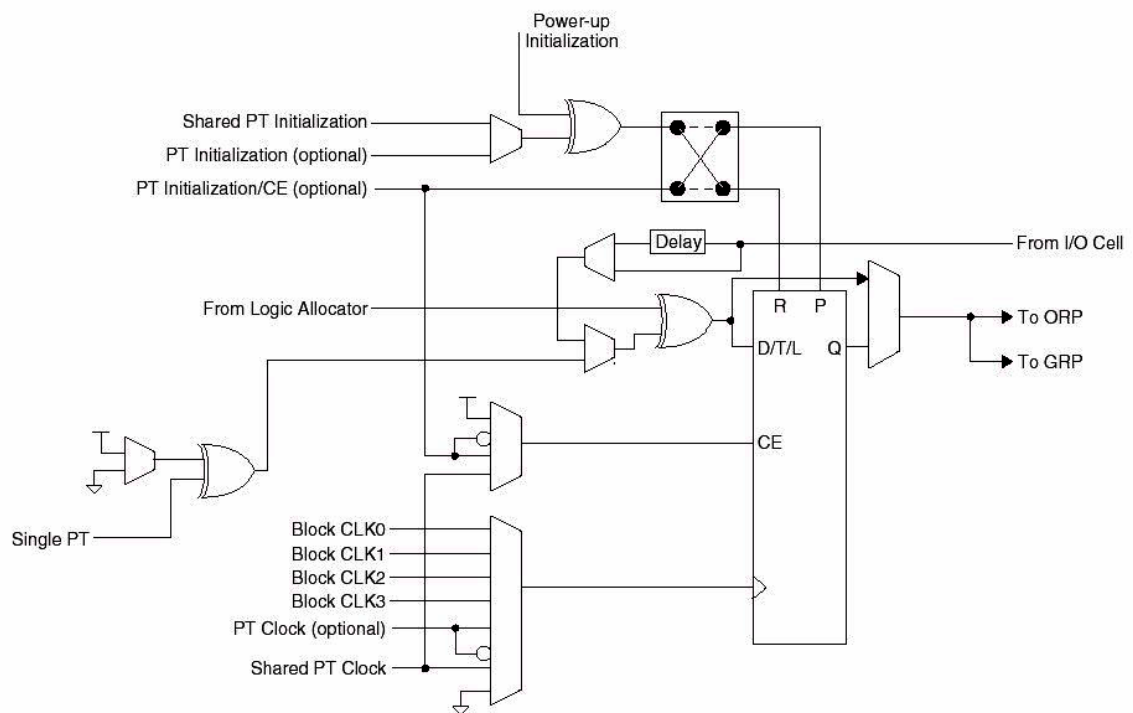 Power-up
Initialization
Shared PT Initialization
PT Initialization (optional)
PT Initialization/CE (optional)
Delay
From I/O Cell
From Logic Allocator
R
P
To ORP
D/T/L
Q
To GRP
CE
Single PT
Block CLK0
Block CLK1
Block CLK2
Block CLK3
PT Clock (optional)
Shared PT Clock